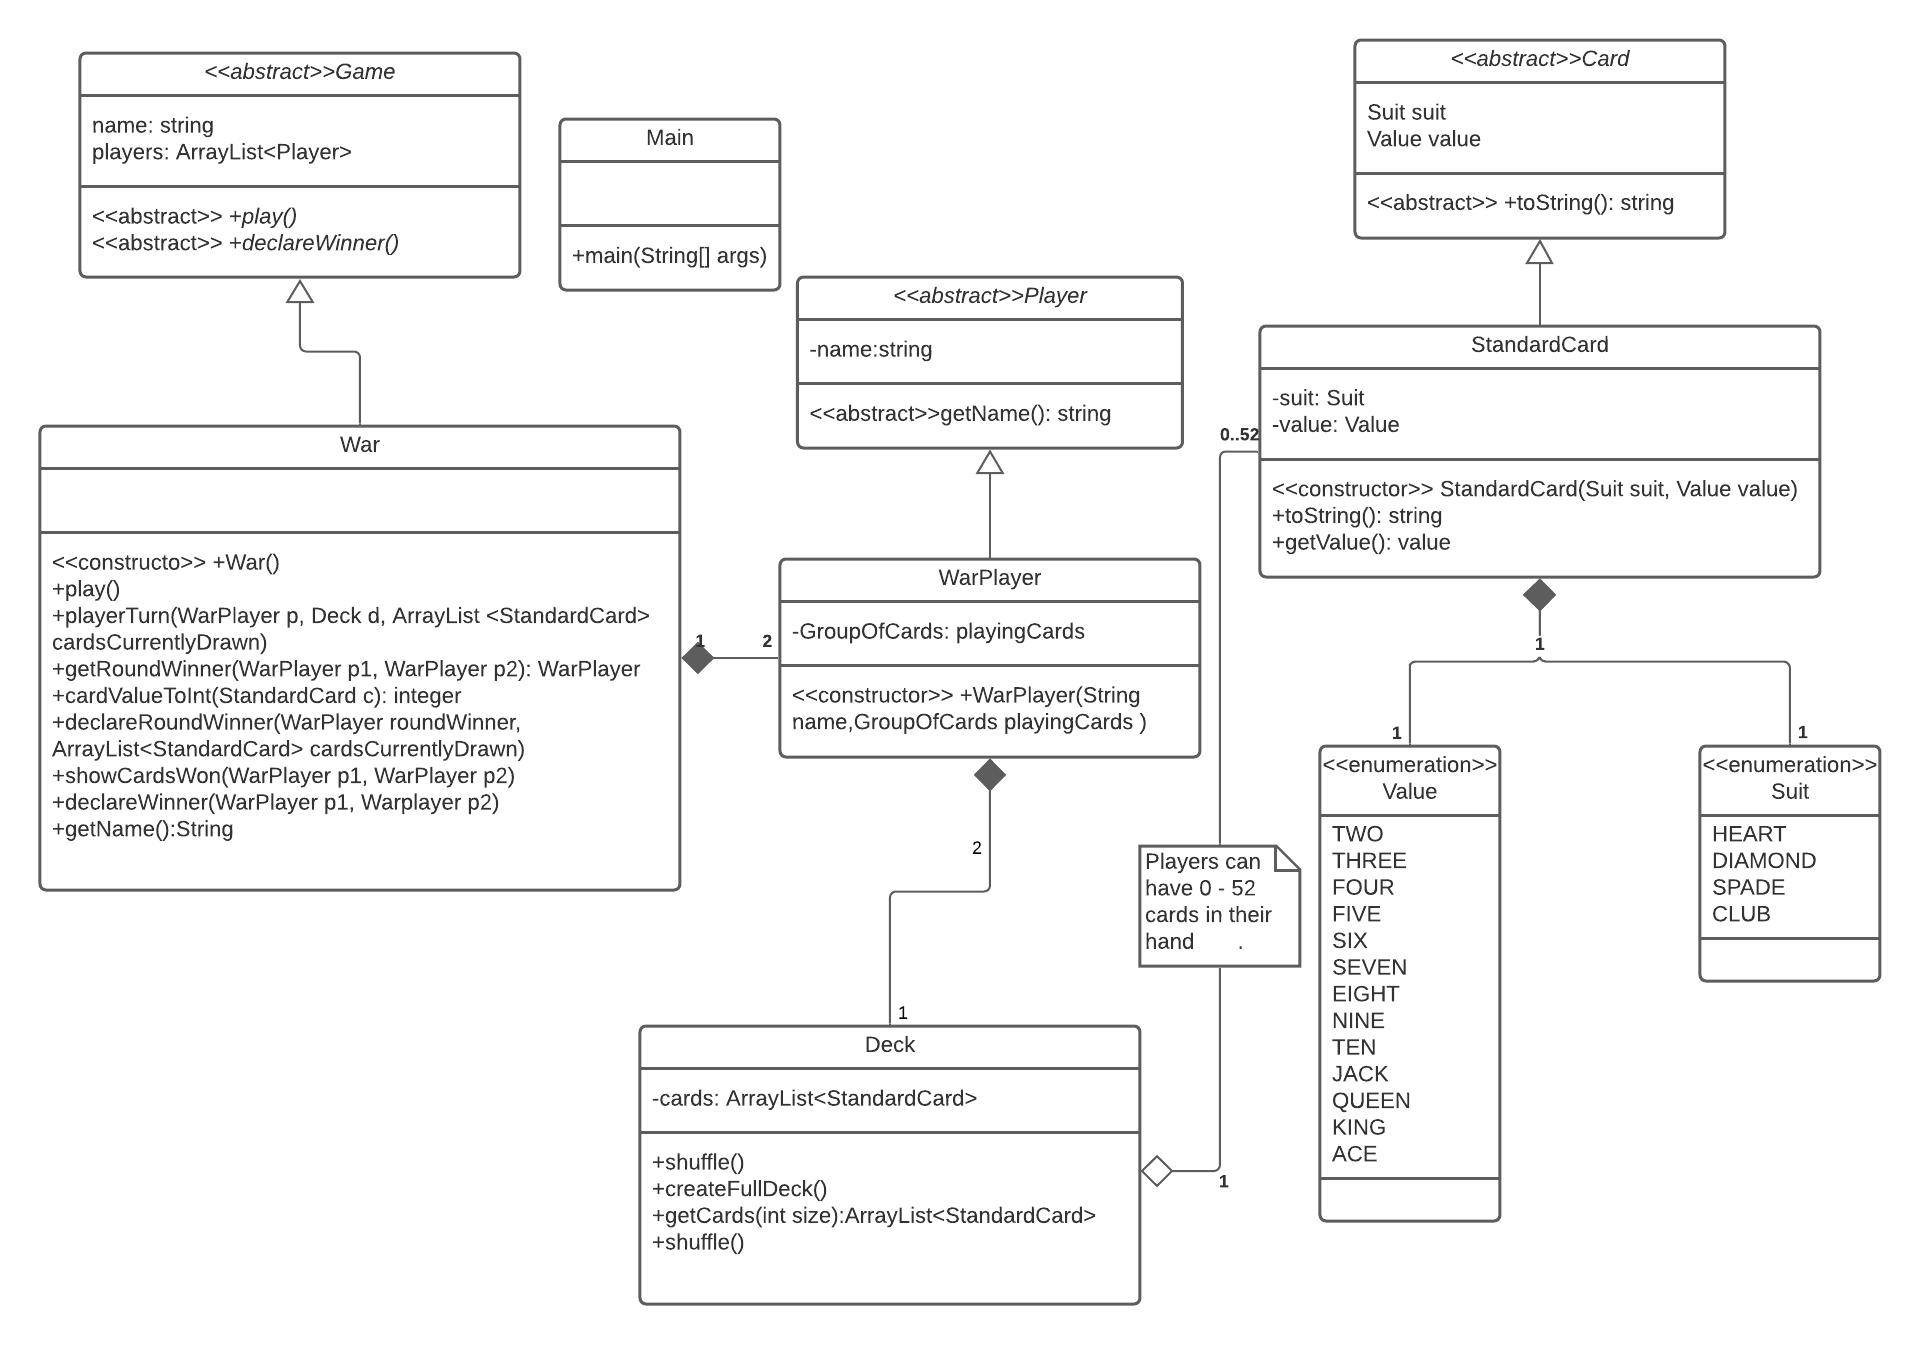 <<abstract>>Game
name: string
players: ArrayList<Player>
<<abstract>> +play()
<<abstract>> +declareWinner()
Main
+main(String[] args)
<<abstract>>Card
Suit suit
Value value
<<abstract>> +toString(): string
<<abstract>>Player
-name:string
<<abstract>>getName(): string
StandardCard
-suit: Suit
-value: Value
<<constructor>> StandardCard(Suit suit, Value value)
+toString(): string
+getValue(): value
0..52
War
<<constructo>> +War()
+play()
+playerTurn(WarPlayer p, Deck d, ArrayList <StandardCard>
cardsCurrentlyDrawn)
+getRoundWinner(WarPlayer p1, WarPlayer p2): WarPlayer
+cardValueToInt(StandardCard c): integer
+declareRoundWinner(WarPlayer roundWinner,
ArrayList<StandardCard> cardsCurrentlyDrawn)
+showCardsWon(WarPlayer p1, WarPlayer p2)
+declareWinner(WarPlayer p1, Warplayer p2)
+getName():String
1
2
WarPlayer
-GroupOfCards: playingCards
<<constructor>> +WarPlayer(String
name,GroupOfCards playingCards )
1
1
1
2
1
Players can
have 0 - 52
cards in their
hand .
<<enumeration>>
Value
TWO
THREE
FOUR
FIVE
SIX
SEVEN
EIGHT
NINE
TEN
JACK
QUEEN
KING
ACE
<<enumeration>>
Suit
HEART
DIAMOND
SPADE
CLUB
Deck
-cards: ArrayList<StandardCard>
+shuffle()
+createFullDeck()
+getCards(int size):ArrayList<StandardCard>
+shuffle()
1